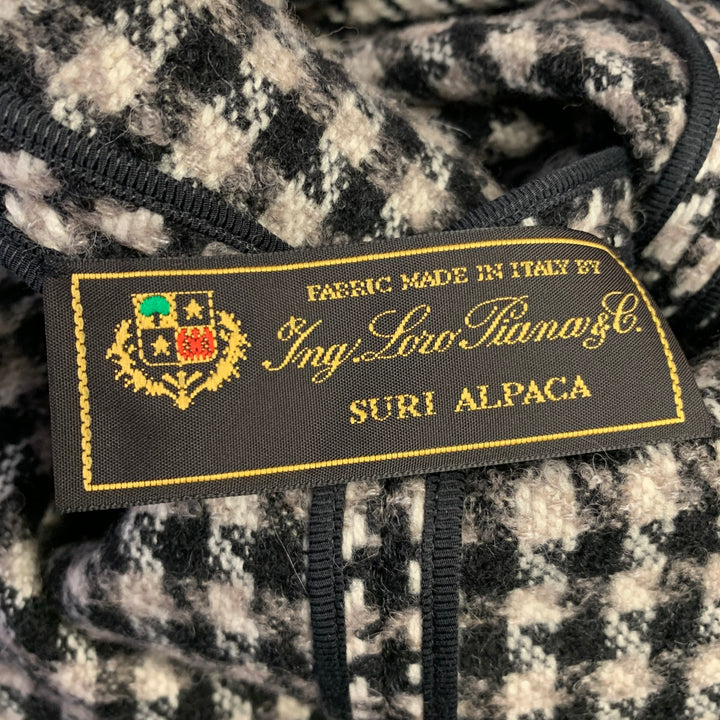 FABRIC MADE IN ITALY BY
Ing. Loro Piana & C.
SURI ALPACA